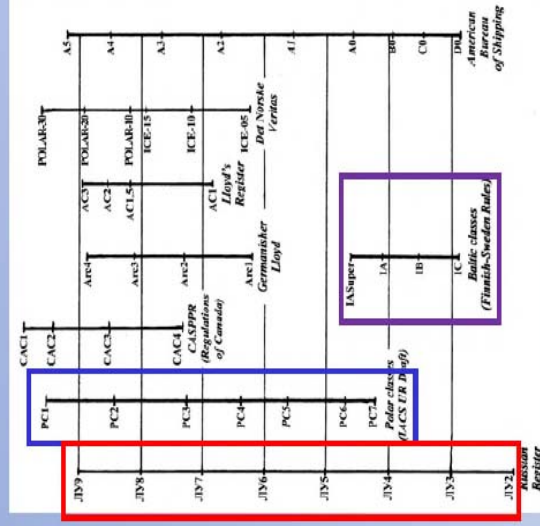 A5
A4
A3
A2
A1
A0
B0
C0
D0
American
Bureau
of Shipping
POLAR-30
POLAR-20
POLAR-10
ICE-15
ICE-10
ICE-05
Det Norske
Veritas
AC3
AC2
AC1,5
AC1
Lloyd's
Register
Arc4
Arc3
Arc2
Arc1
Germanisher
Lloyd
IASuper
IA
IB
IC
Baltic classes
(Finnish-Sweden Rules)
CAC1
CAC2
CAC3
CAC4
CASPPR
(Regulations
of Canada)
PC1
PC2
PC3
PC4
PC5
PC6
PC7
Polar classes
(IACS UR Draft)
ЛУ9
ЛУ8
ЛУ7
ЛУ6
ЛУ5
ЛУ4
ЛУ3
ЛУ2
Russian
Register